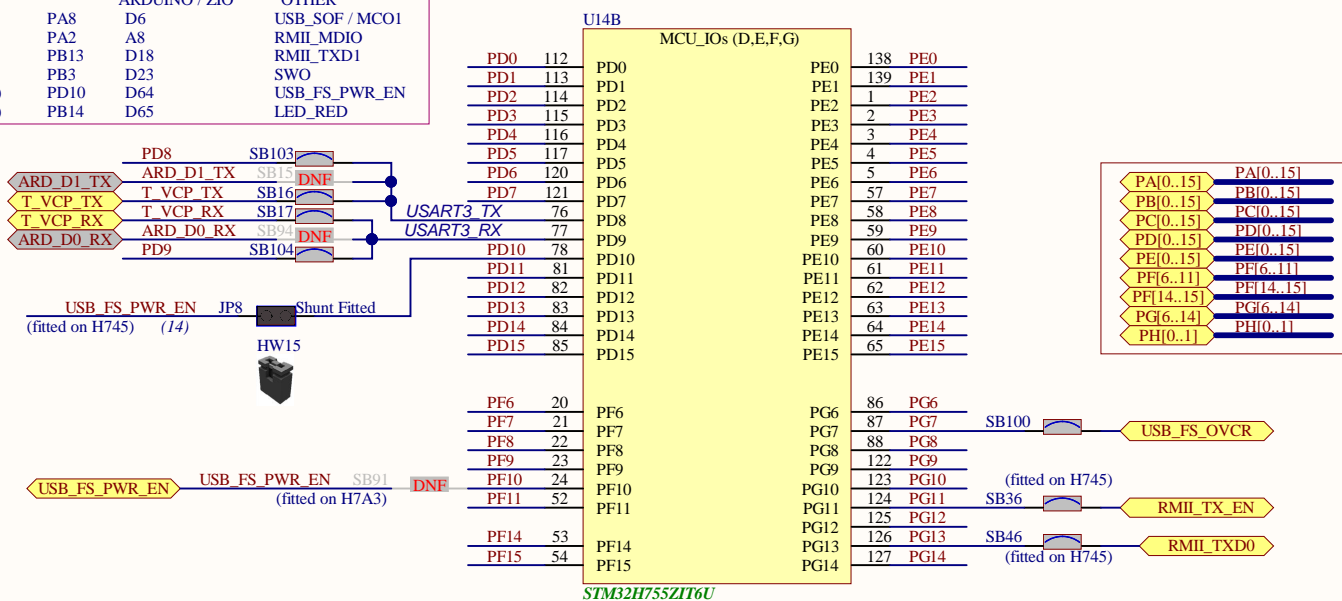 ARDUINO / ZIO OTHER
PA8 D6 USB_SOF / MCO1
PA2 A8 RMII_MDIO
PB13 D18 RMII_TXD1
PB3 D23 SWO
PD10 D64 USB_FS_PWR_EN
PB14 D65 LED_RED
U14B
MCU_IOs (D,E,F,G)
PD0 112 PD0 PE0 138 PE0
PD1 113 PD1 PE1 139 PE1
PD2 114 PD2 PE2 1 PE2
PD3 115 PD3 PE3 2 PE3
PD4 116 PD4 PE4 3 PE4
PD5 117 PD5 PE5 4 PE5
PD6 120 PD6 PE6 5 PE6
PD7 121 PD7 PE7 57 PE7
USART3_TX 76 PD8 PE8 58 PE8
USART3_RX 77 PD9 PE9 59 PE9
PD10 78 PD10 PE10 60 PE10
PD11 81 PD11 PE11 61 PE11
PD12 82 PD12 PE12 62 PE12
PD13 83 PD13 PE13 63 PE13
PD14 84 PD14 PE14 64 PE14
PD15 85 PD15 PE15 65 PE15
PF6 20 PF6 PG6 86 PG6
PF7 21 PF7 PG7 87 PG7 SB100 USB_FS_OVCR
PF8 22 PF8 PG8 88 PG8
PF9 23 PF9 PG9 122 PG9
PF10 24 PF10 PG10 123 PG10 (fitted on H745)
PF11 52 PF11 PG11 124 PG11 SB36 RMII_TX_EN
PG12 125 PG12
PF14 53 PF14 PG13 126 PG13 SB46 RMII_TXD0
PF15 54 PF15 PG14 127 PG14 (fitted on H745)
STM32H755ZIT6U
PD8 SB103
ARD_D1_TX ARD_D1_TX SB15 DNF
T_VCP_TX T_VCP_TX SB16
T_VCP_RX T_VCP_RX SB17
ARD_D0_RX ARD_D0_RX SB94 DNF
PD9 SB104
USB_FS_PWR_EN JP8 Shunt Fitted
(fitted on H745) (14)
HW15
USB_FS_PWR_EN USB_FS_PWR_EN SB91 DNF
(fitted on H7A3)
PA[0..15] PA[0..15]
PB[0..15] PB[0..15]
PC[0..15] PC[0..15]
PD[0..15] PD[0..15]
PE[0..15] PE[0..15]
PF[6..11] PF[6..11]
PF[14..15] PF[14..15]
PG[6..14] PG[6..14]
PH[0..1] PH[0..1]